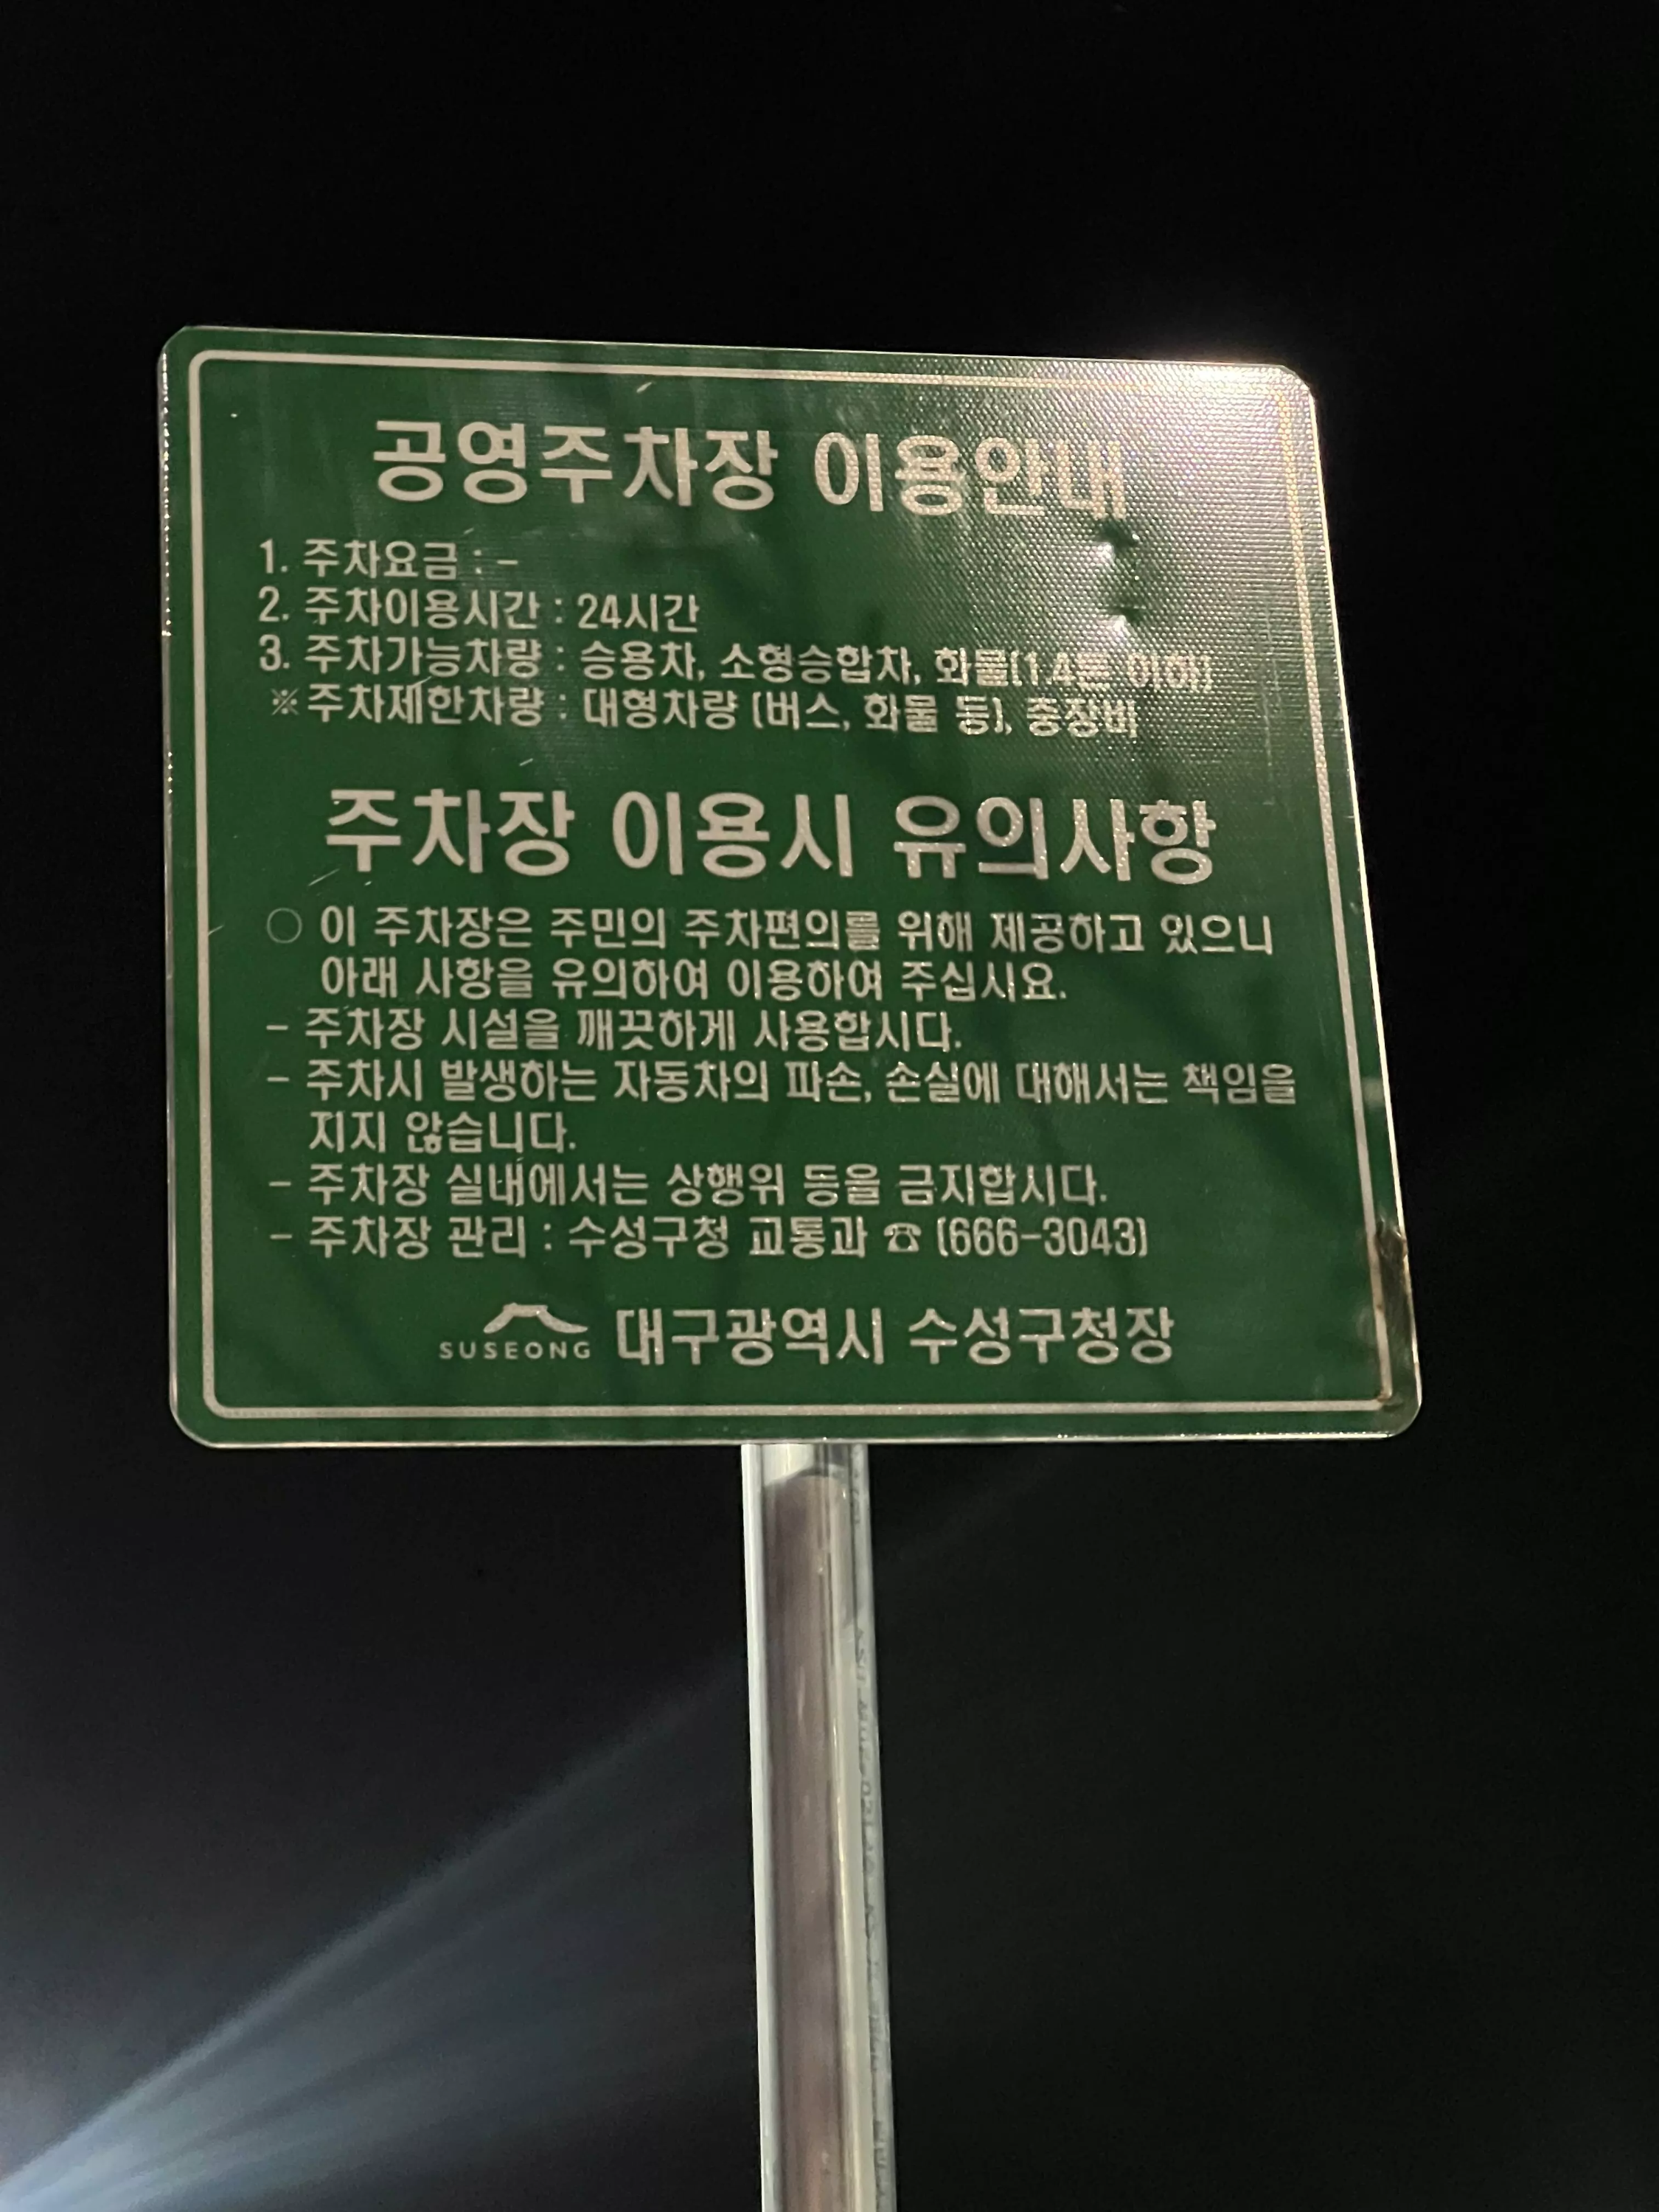 공영주차장 이용안내
1. 주차요금 : -
2. 주차이용시간 : 24시간
3. 주차가능차량 : 승용차, 소형승합차, 화물(1.4톤 이하)
※ 주차제한차량 : 대형차량 (버스, 화물 등), 중장비
주차장 이용시 유의사항
○ 이 주차장은 주민의 주차편의를 위해 제공하고 있으니
아래 사항을 유의하여 이용하여 주십시요.
- 주차장 시설을 깨끗하게 사용합시다.
- 주차시 발생하는 자동차의 파손, 손실에 대해서는 책임을
지지 않습니다.
- 주차장 실내에서는 상행위 등을 금지합시다.
- 주차장 관리 : 수성구청 교통과 ☎ (666-3043)
SUSEONG 대구광역시 수성구청장